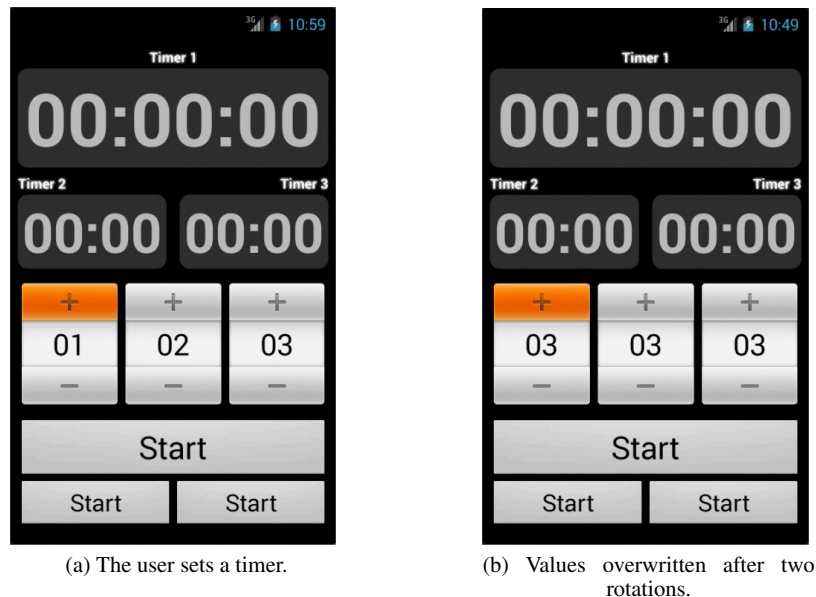 3G 10:59
Timer 1
00:00:00
Timer 2 Timer 3
00:00 00:00
+ + +
01 02 03
− − −
Start
Start Start
(a) The user sets a timer.
3G 10:49
Timer 1
00:00:00
Timer 2 Timer 3
00:00 00:00
+ + +
03 03 03
− − −
Start
Start Start
(b) Values overwritten after two
rotations.